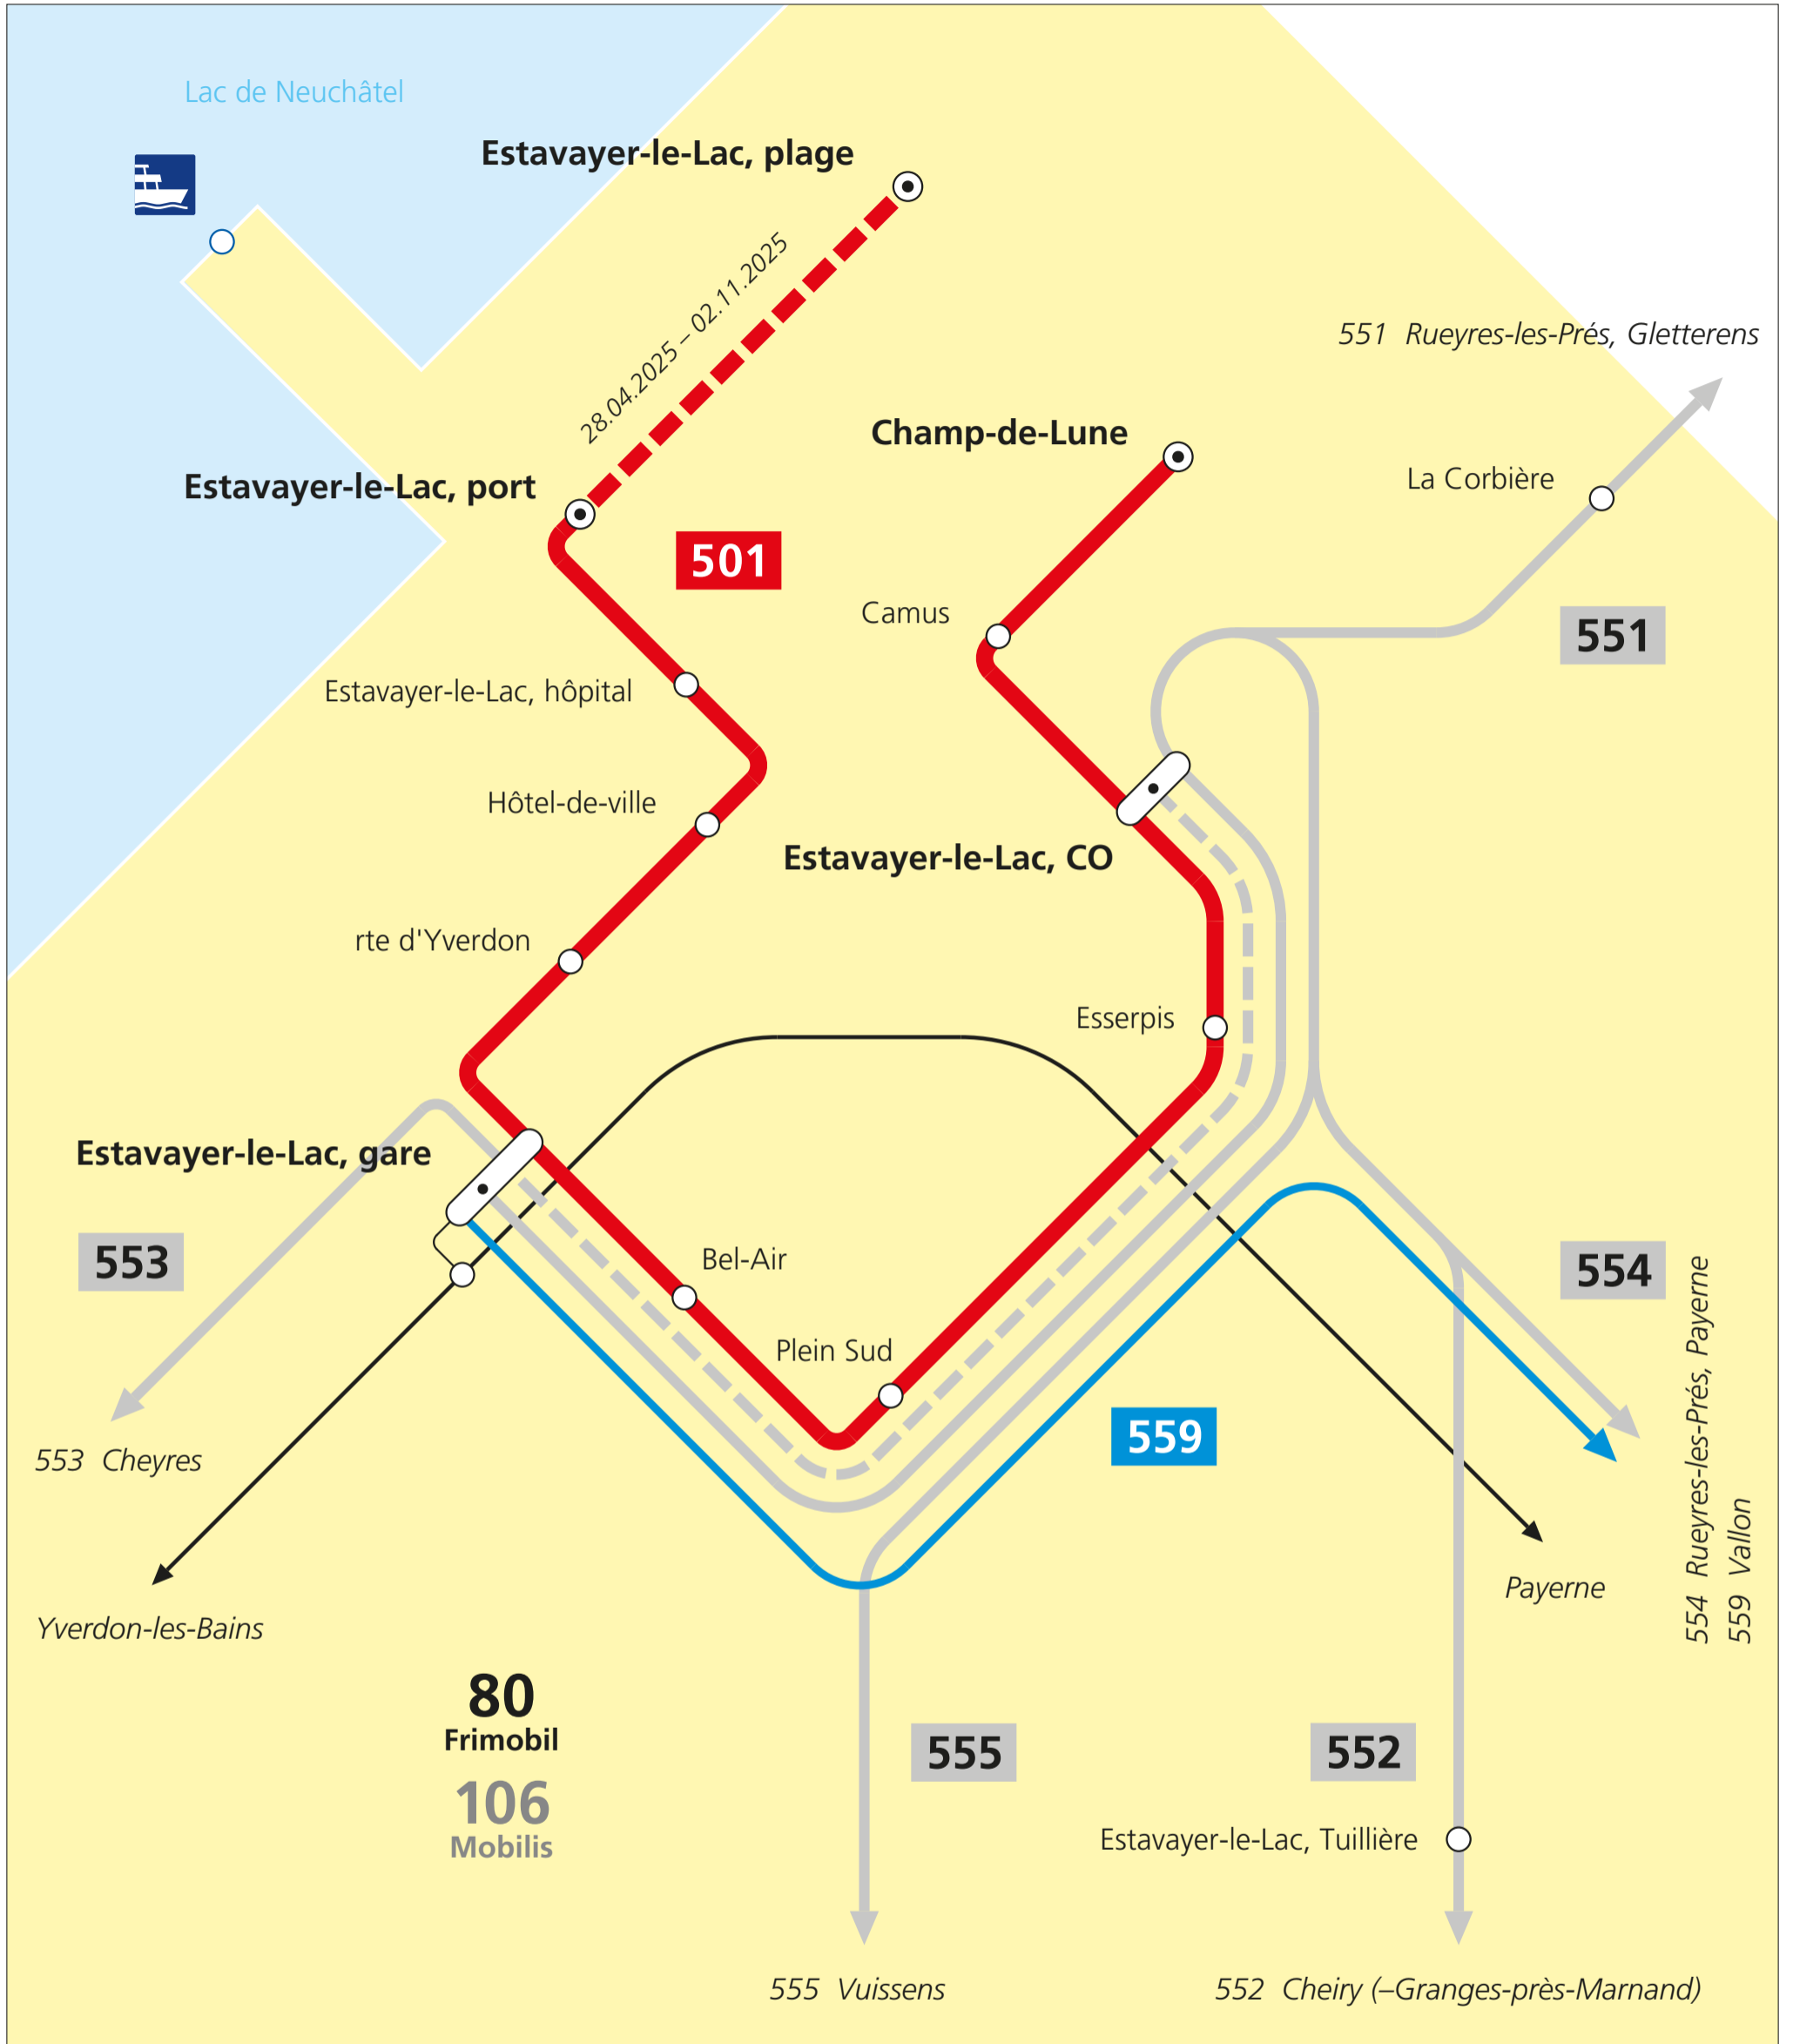 Lac de Neuchâtel
Estavayer-le-Lac, plage
28.04.2025 – 02.11.2025
551 Rueyres-les-Prés, Gletterens
Champ-de-Lune
La Corbière
Estavayer-le-Lac, port
501
Camus
551
Estavayer-le-Lac, hôpital
Hôtel-de-ville
Estavayer-le-Lac, CO
rte d'Yverdon
Esserpis
Estavayer-le-Lac, gare
553
Bel-Air
554
Plein Sud
559
553 Cheyres
554 Rueyres-les-Prés, Payerne
559 Vallon
Payerne
Yverdon-les-Bains
80
Frimobil
106
Mobilis
555
552
Estavayer-le-Lac, Tuillière
555 Vuissens
552 Cheiry (–Granges-près-Marnand)